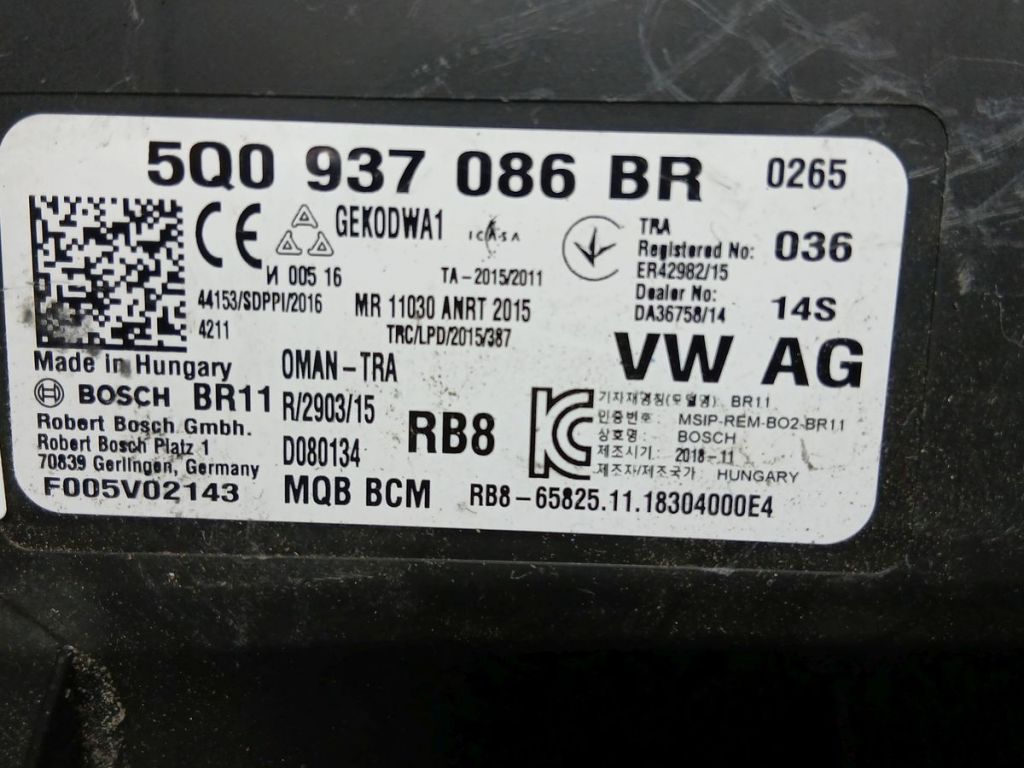 5Q0 937 086 BR 0265
CE GEKODWA1 ICASA
TRA
Registered No: 036
ER42982/15
И 005 16 TA-2015/2011
Dealer No: 14S
DA36758/14
44153/SDPPI/2016 MR 11030 ANRT 2015
4211 TRC/LPD/2015/387
VW AG
Made in Hungary OMAN-TRA
BOSCH BR11 R/2903/15 RB8
기자재명칭(모델명) : BR11
인증번호 : MSIP-REM-BO2-BR11
상호명 : BOSCH
제조시기 2018-11
제조자/제조국가 HUNGARY
Robert Bosch Gmbh.
Robert Bosch Platz 1 D080134
70839 Gerlingen, Germany
F005V02143 MQB BCM RB8-65825.11.18304000E4